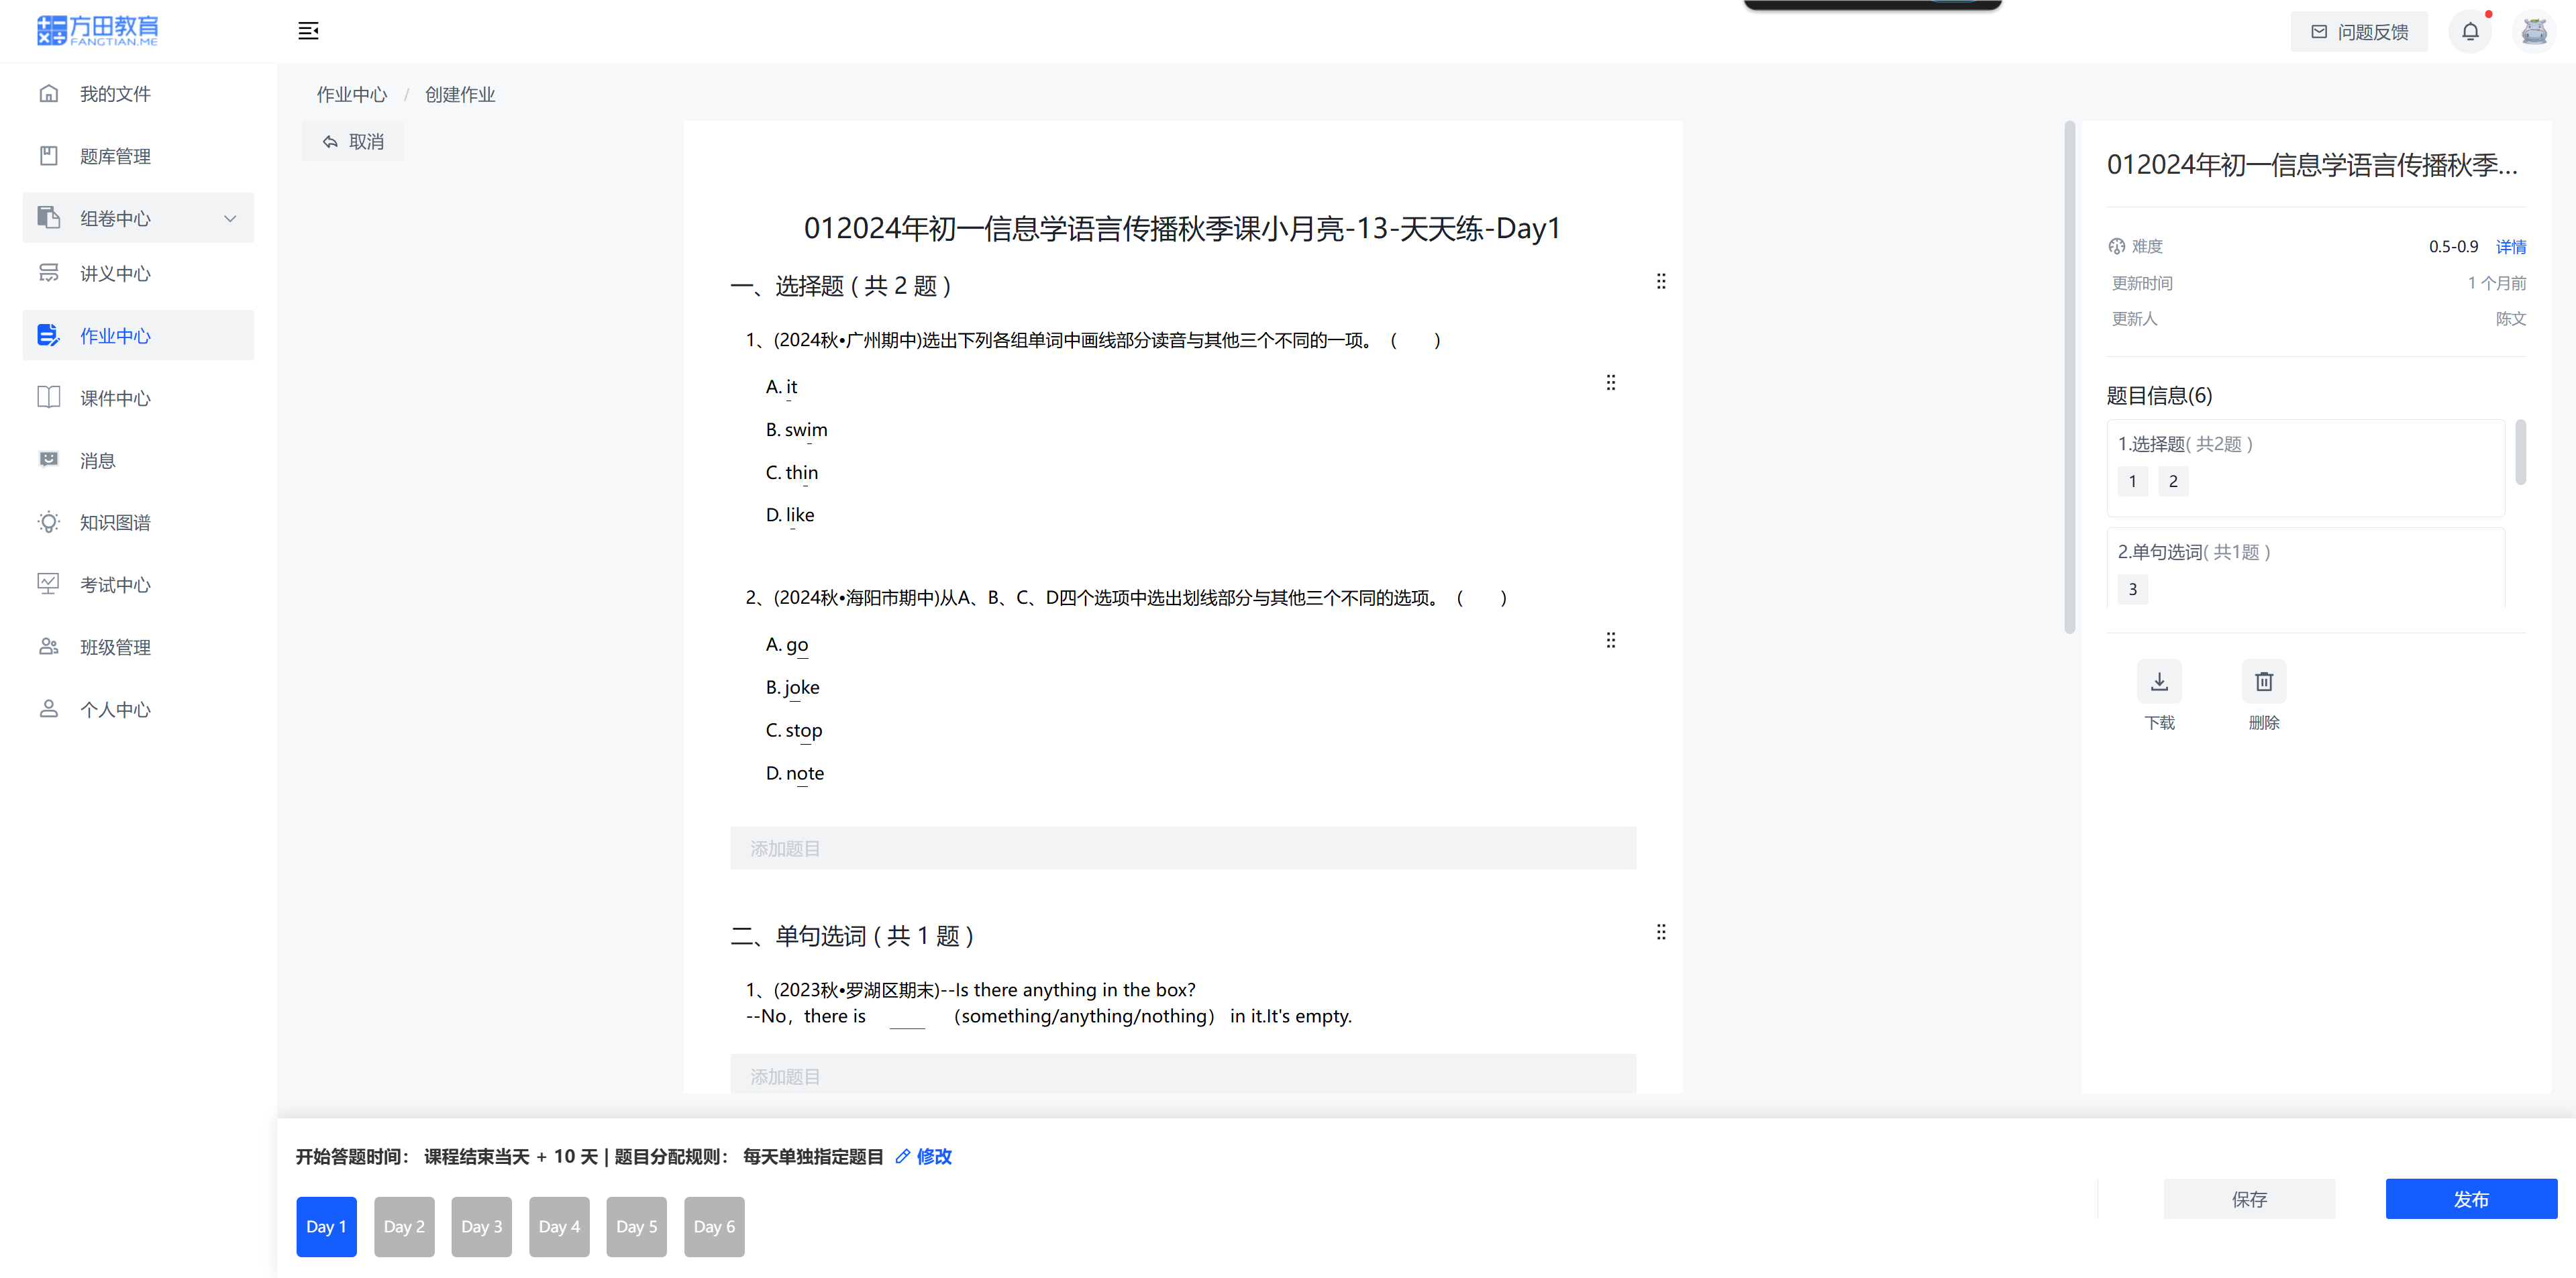 方田教育
FANGTIAN.ME
问题反馈
我的文件
题库管理
组卷中心
讲义中心
作业中心
课件中心
消息
知识图谱
考试中心
班级管理
个人中心
作业中心 / 创建作业
取消
012024年初一信息学语言传播秋季课小月亮-13-天天练-Day1
一、选择题 ( 共 2 题 )
1、(2024秋•广州期中)选出下列各组单词中画线部分读音与其他三个不同的一项。（　　）
A. it
B. swim
C. thin
D. like
2、(2024秋•海阳市期中)从A、B、C、D四个选项中选出划线部分与其他三个不同的选项。（　　）
A. go
B. joke
C. stop
D. note
添加题目
二、单句选词 ( 共 1 题 )
1、(2023秋•罗湖区期末)--Is there anything in the box?
--No，there is ____ （something/anything/nothing） in it.It's empty.
添加题目
012024年初一信息学语言传播秋季...
难度 0.5-0.9 详情
更新时间 1 个月前
更新人 陈文
题目信息(6)
1.选择题( 共2题 )
1 2
2.单句选词( 共1题 )
3
下载 删除
开始答题时间： 课程结束当天 + 10 天 | 题目分配规则： 每天单独指定题目 修改
Day 1 Day 2 Day 3 Day 4 Day 5 Day 6
保存 发布